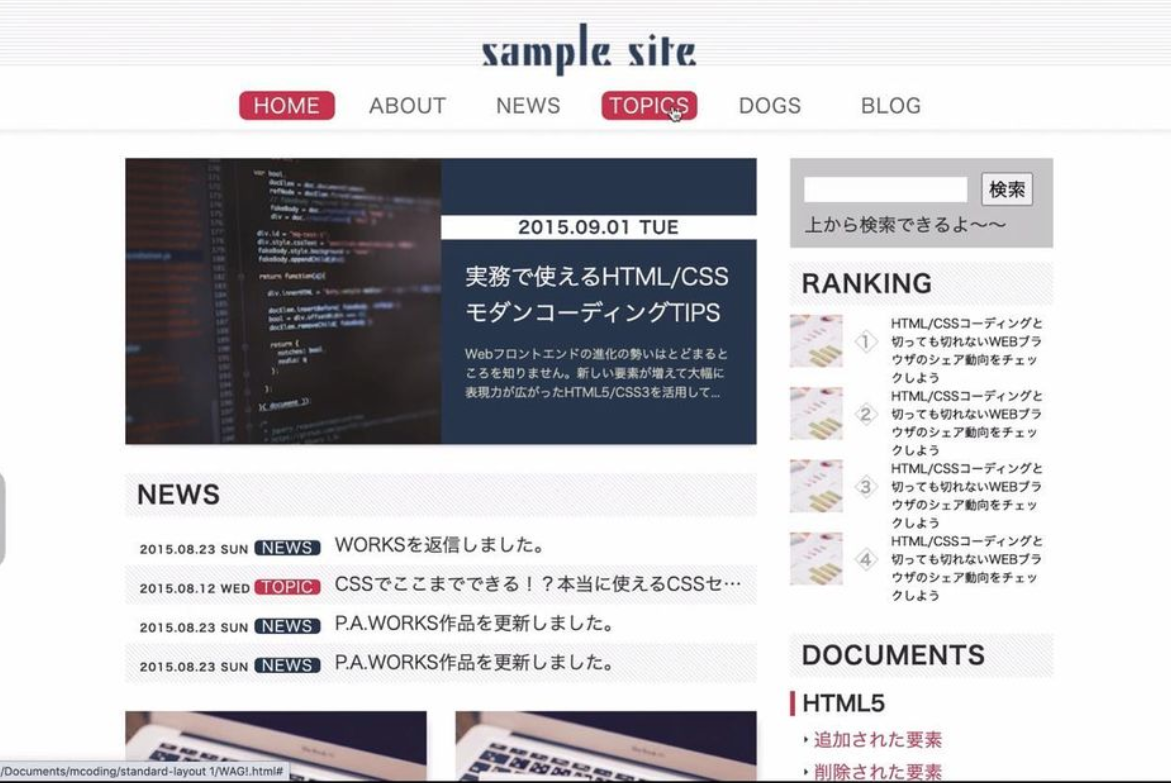 sample site
HOME ABOUT NEWS TOPICS DOGS BLOG
2015.09.01 TUE
実務で使えるHTML/CSS
モダンコーディングTIPS
Webフロントエンドの進化の勢いはとどまると
ころを知りません。新しい要素が増えて大幅に
表現力が広がったHTML5/CSS3を活用して...
NEWS
2015.08.23 SUN NEWS WORKSを返信しました。
2015.08.12 WED TOPIC CSSでここまでできる！？本当に使えるCSSセ…
2015.08.23 SUN NEWS P.A.WORKS作品を更新しました。
2015.08.23 SUN NEWS P.A.WORKS作品を更新しました。
検索
上から検索できるよ〜〜
RANKING
1
HTML/CSSコーディングと
切っても切れないWEBブラ
ウザのシェア動向をチェッ
クしよう
2
HTML/CSSコーディングと
切っても切れないWEBブラ
ウザのシェア動向をチェッ
クしよう
3
HTML/CSSコーディングと
切っても切れないWEBブラ
ウザのシェア動向をチェッ
クしよう
4
HTML/CSSコーディングと
切っても切れないWEBブラ
ウザのシェア動向をチェッ
クしよう
DOCUMENTS
HTML5
追加された要素
削除された要素
/Documents/mcoding/standard-layout 1/WAG!.html#